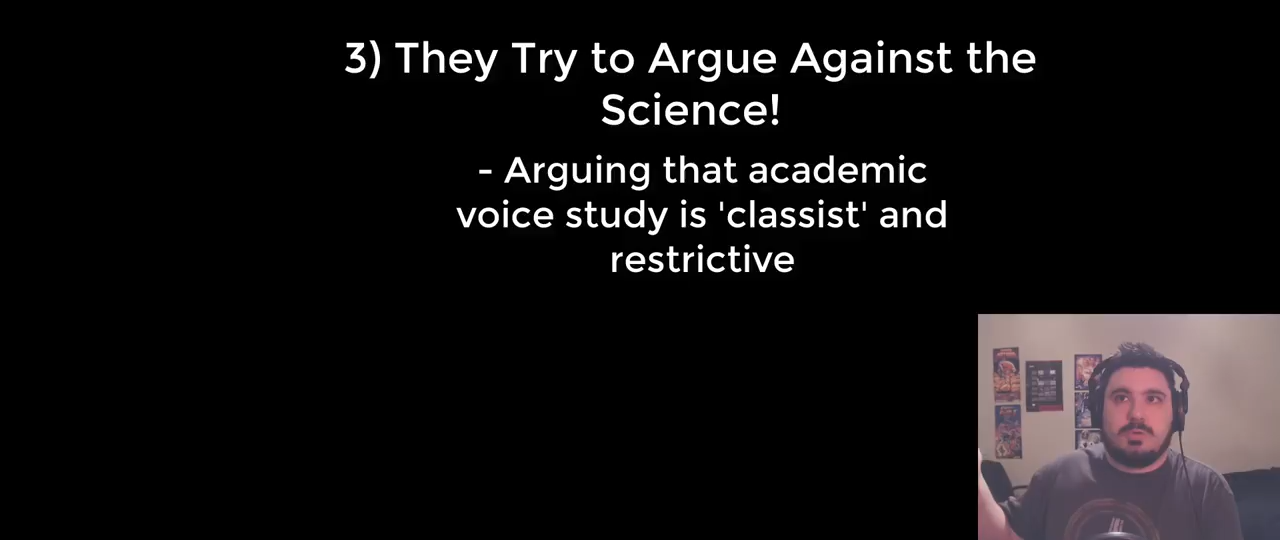 3) They Try to Argue Against the
Science!
- Arguing that academic
voice study is 'classist' and
restrictive